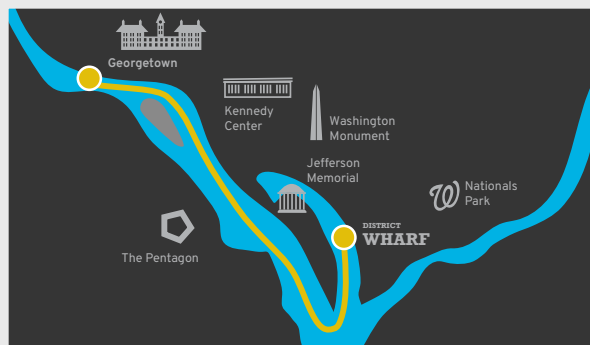 Georgetown
Kennedy
Center
Washington
Monument
Jefferson
Memorial
W
Nationals
Park
DISTRICT
WHARF
The Pentagon